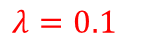 λ = 0.1